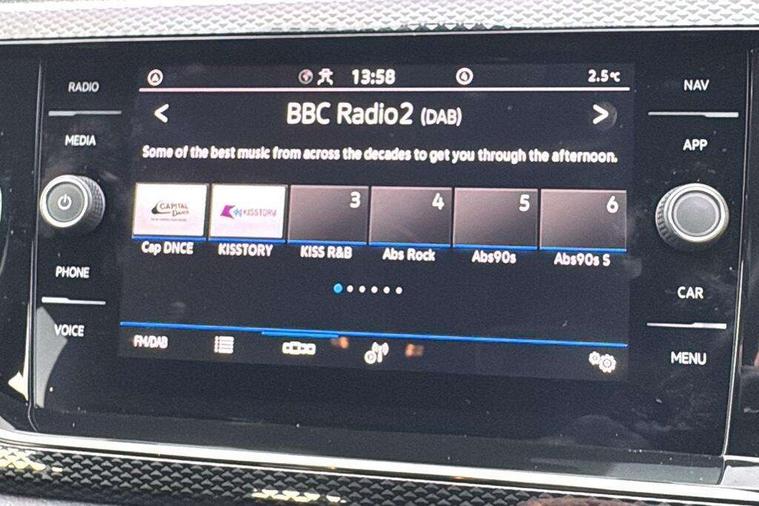 RADIO
MEDIA
PHONE
VOICE
13:58
2.5°C
< BBC Radio2 (DAB) >
Some of the best music from across the decades to get you through the afternoon.
CAPITAL
KISSTORY
3
4
5
6
Cap DNCE
KISSTORY
KISS R&B
Abs Rock
Abs90s
Abs90s S
FM/DAB
NAV
APP
CAR
MENU